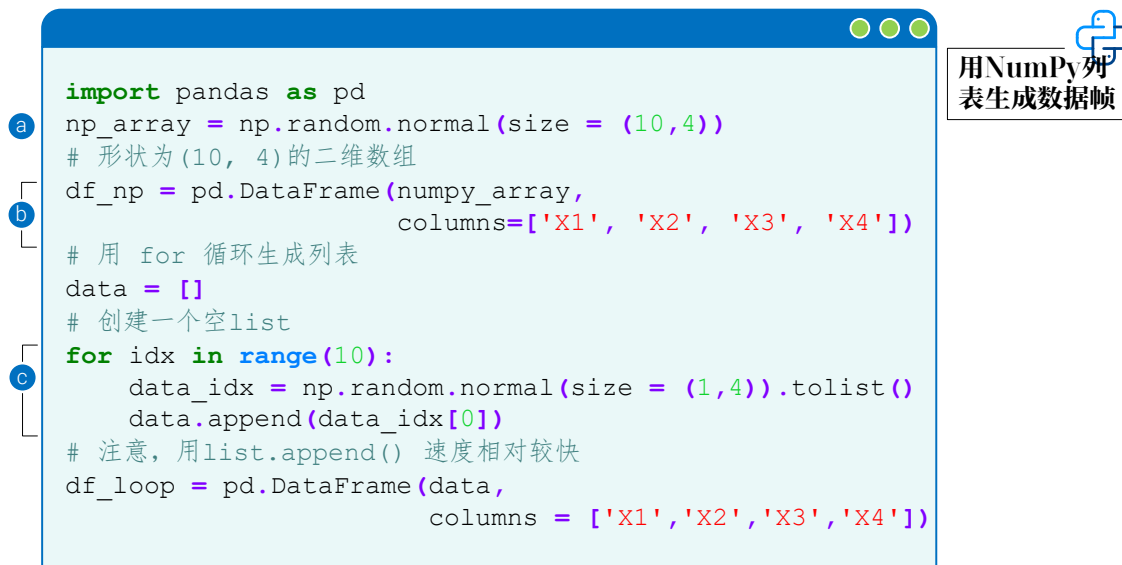 用NumPy列
表生成数据帧
import pandas as pd
a
np_array = np.random.normal(size = (10,4))
# 形状为(10, 4)的二维数组
b
df_np = pd.DataFrame(numpy_array,
columns=['X1', 'X2', 'X3', 'X4'])
# 用 for 循环生成列表
data = []
# 创建一个空list
c
for idx in range(10):
    data_idx = np.random.normal(size = (1,4)).tolist()
    data.append(data_idx[0])
# 注意, 用list.append() 速度相对较快
df_loop = pd.DataFrame(data,
columns = ['X1','X2','X3','X4'])